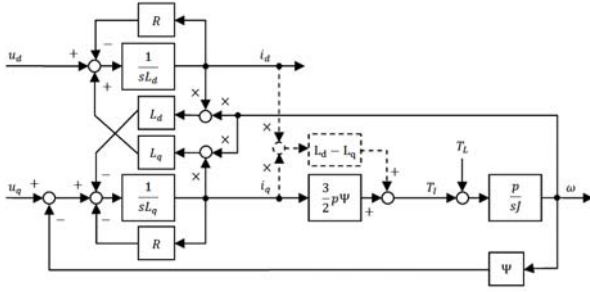 R
u_d + − 1/(sL_d) i_d
+ × ×
L_d ×
L_q × L_d − L_q T_L
− × × +
u_q + + 1/(sL_q) i_q 3/2 pΨ + T_l p/(sJ) ω
− −
R
Ψ